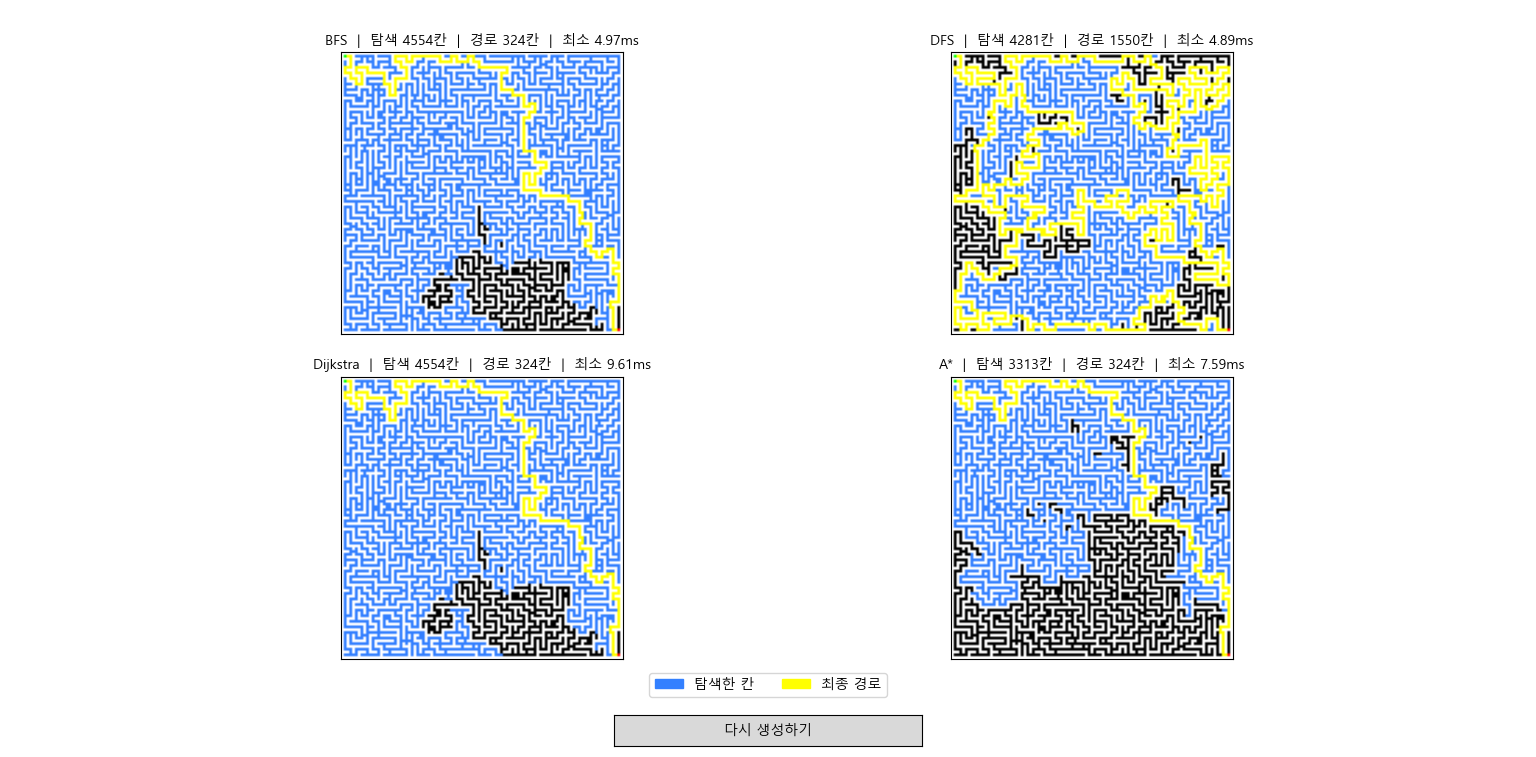 BFS | 탐색 4554칸 | 경로 324칸 | 최소 4.97ms
DFS | 탐색 4281칸 | 경로 1550칸 | 최소 4.89ms
Dijkstra | 탐색 4554칸 | 경로 324칸 | 최소 9.61ms
A* | 탐색 3313칸 | 경로 324칸 | 최소 7.59ms
탐색한 칸 최종 경로
다시 생성하기